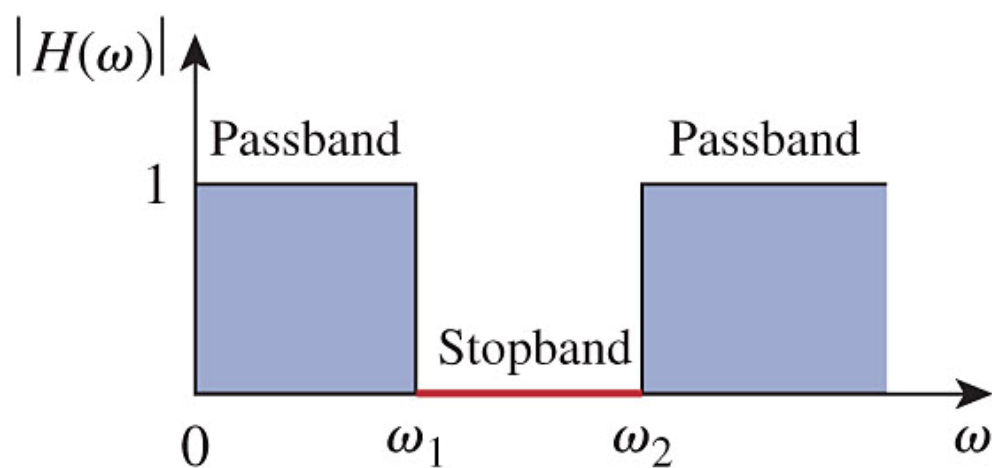 |H(ω)|
Passband Passband
1
Stopband
0 ω₁ ω₂ ω